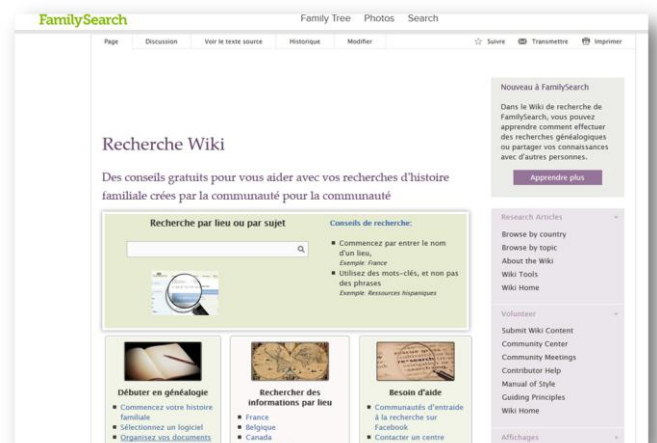 FamilySearch
Family Tree Photos Search
Page Discussion Voir le texte source Historique Modifier Suivre Transmettre Imprimer
Recherche Wiki
Des conseils gratuits pour vous aider avec vos recherches d'histoire
familiale crées par la communauté pour la communauté
Recherche par lieu ou par sujet
Conseils de recherche:
Commencez par entrer le nom
d'un lieu,
Exemple: France
Utilisez des mots-clés, et non pas
des phrases
Exemple: Ressources hispaniques
Débuter en généalogie
Commencez votre histoire
familiale
Sélectionnez un logiciel
Organisez vos documents
Rechercher des
informations par lieu
France
Belgique
Canada
Besoin d'aide
Communautés d'entraide
à la recherche sur
Facebook
Contacter un centre
Nouveau à FamilySearch
Dans le Wiki de recherche de
FamilySearch, vous pouvez
apprendre comment effectuer
des recherches généalogiques
ou partager vos connaissances
avec d'autres personnes.
Apprendre plus
Research Articles
Browse by country
Browse by topic
About the Wiki
Wiki Tools
Wiki Home
Volunteer
Submit Wiki Content
Community Center
Community Meetings
Contributor Help
Manual of Style
Guiding Principles
Wiki Home
Affichages